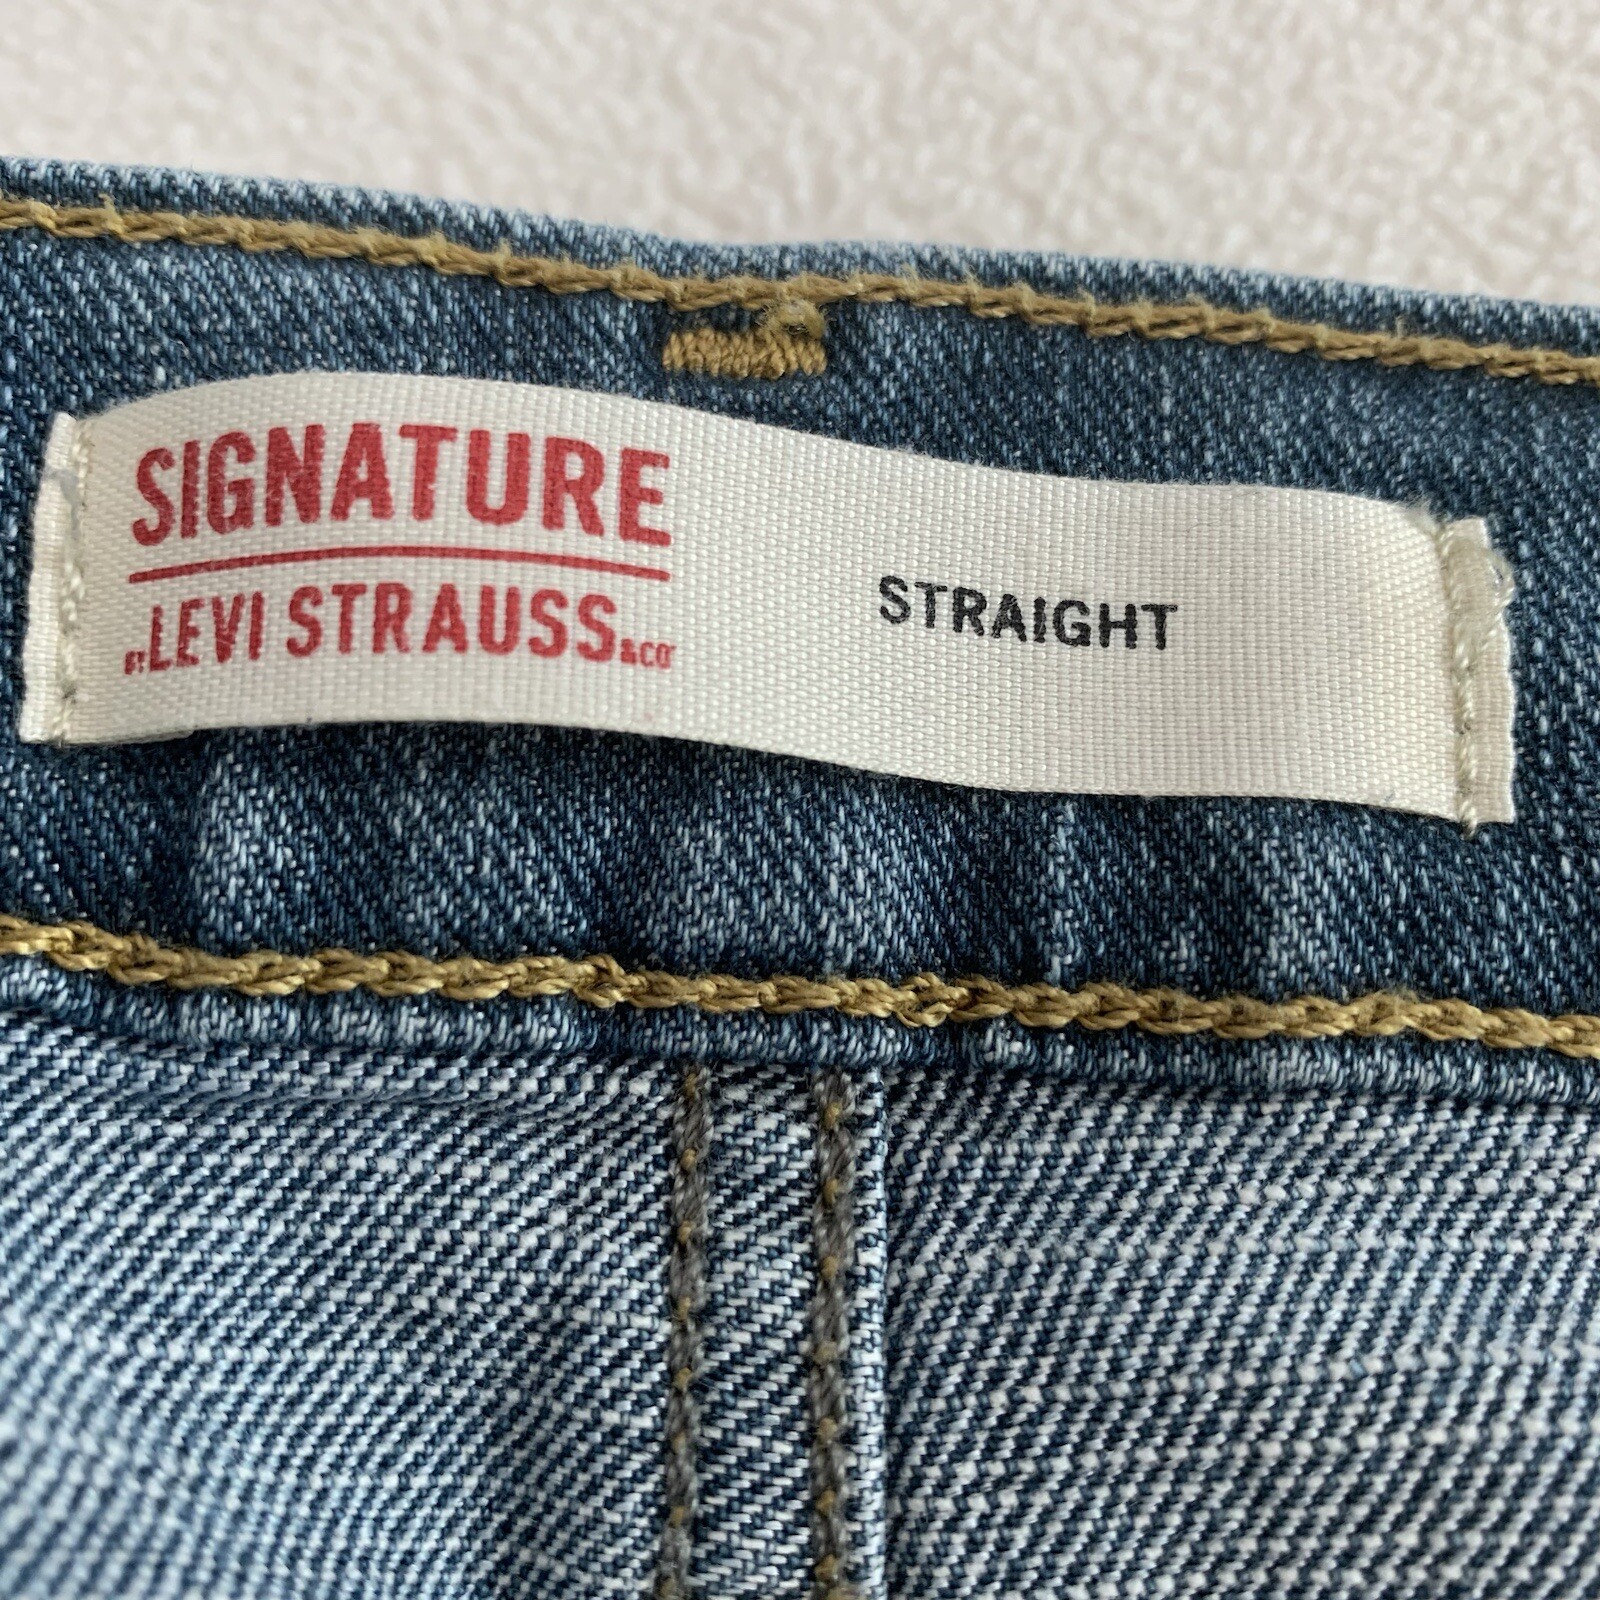 SIGNATURE
BY LEVI STRAUSS & CO
STRAIGHT